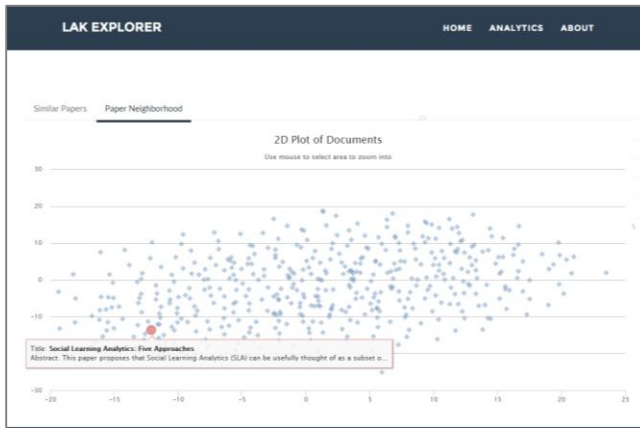 LAK EXPLORER
HOME ANALYTICS ABOUT
Similar Papers Paper Neighborhood
2D Plot of Documents
Use mouse to select area to zoom into
30
20
10
0
-10
Title: Social Learning Analytics: Five Approaches
Abstract: This paper proposes that Social Learning Analytics (SLA) can be usefully thought of as a subset o...
-30
-20 -15 -10 -5 0 5 10 15 20 25